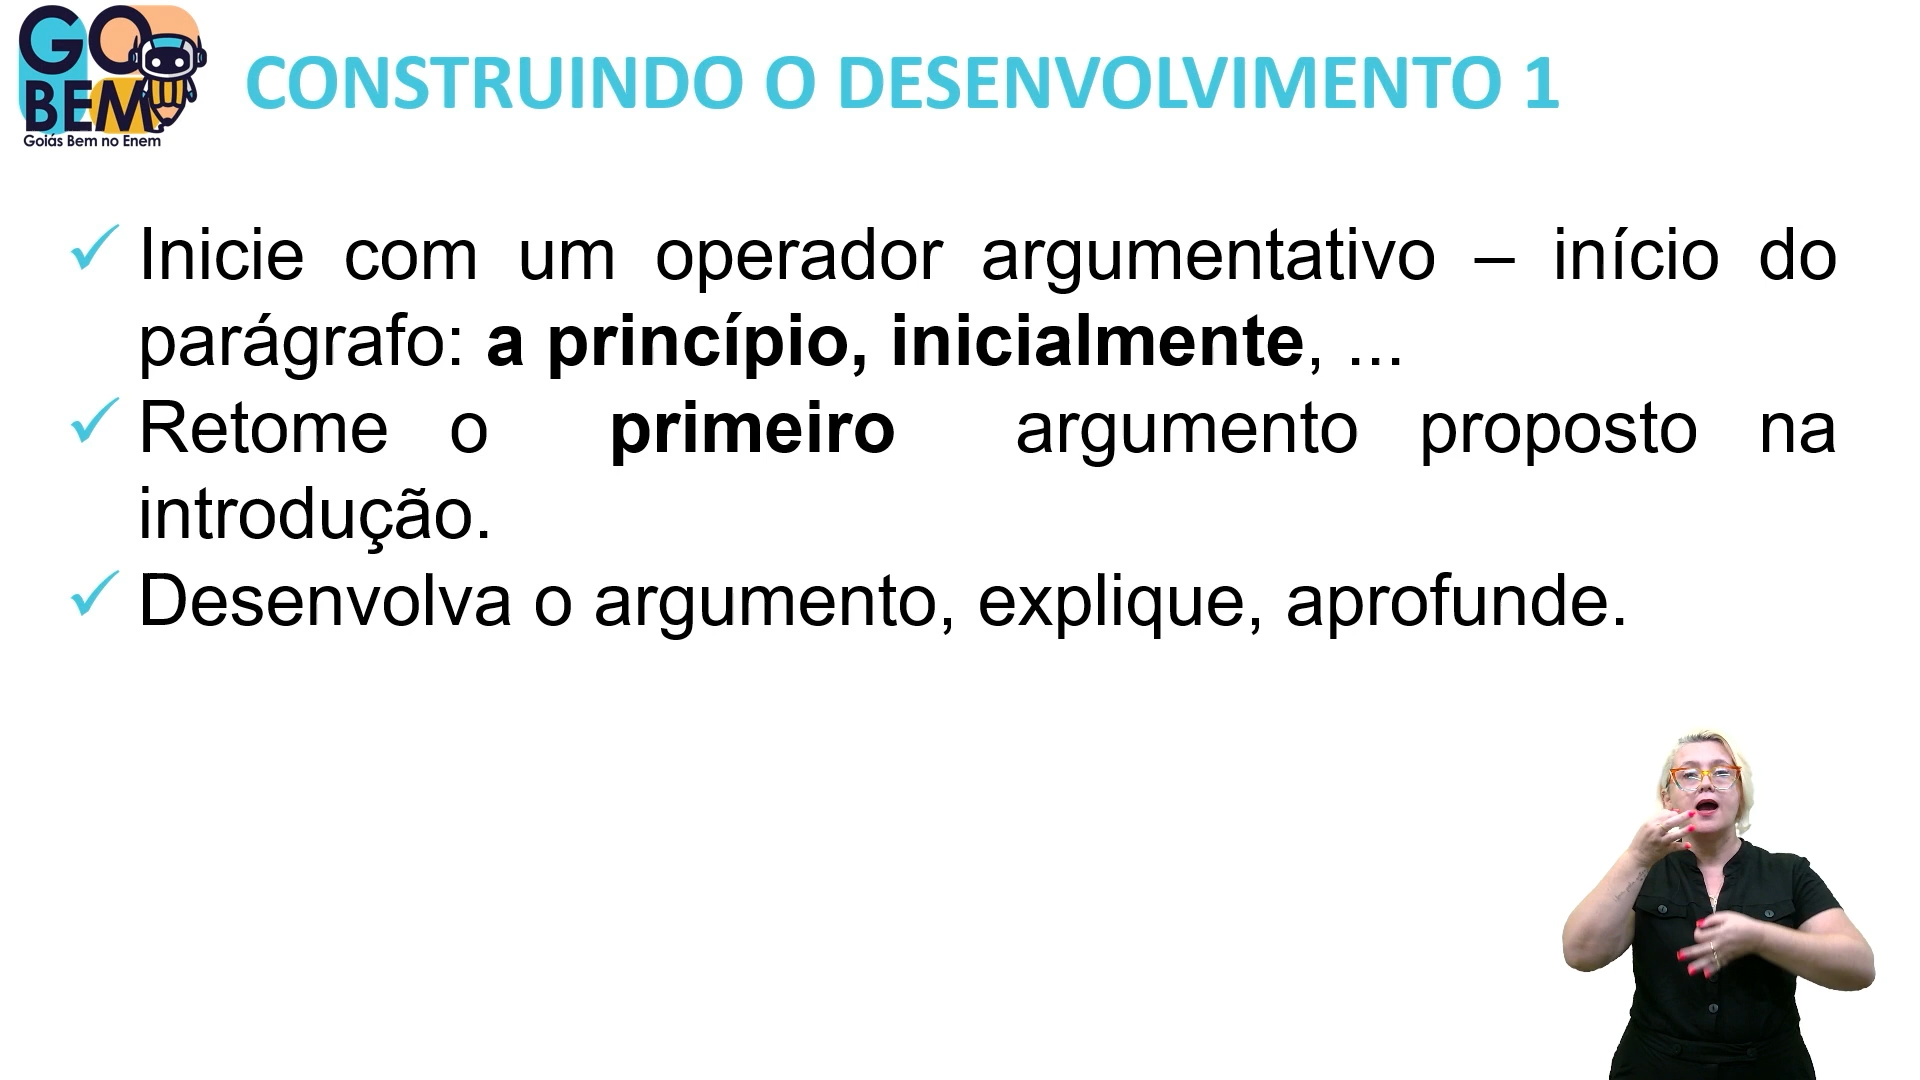 GO
BEM
Goiás Bem no Enem
CONSTRUINDO O DESENVOLVIMENTO 1
Inicie com um operador argumentativo – início do
parágrafo: a princípio, inicialmente, ...
Retome o primeiro argumento proposto na
introdução.
Desenvolva o argumento, explique, aprofunde.